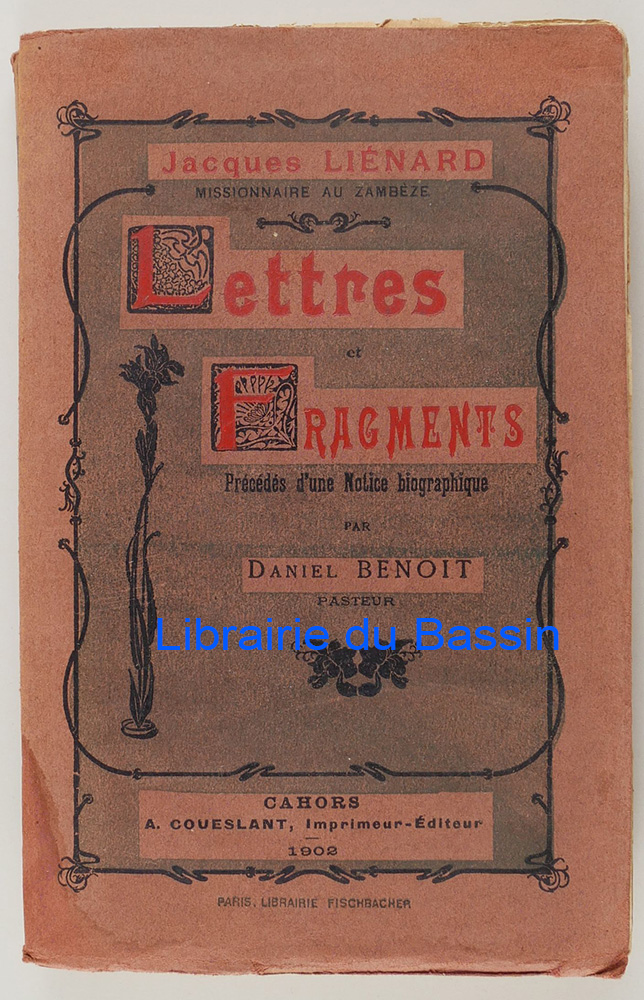 Jacques LIÉNARD
MISSIONNAIRE AU ZAMBÈZE
Lettres
et
FRAGMENTS
Précédés d'une Notice biographique
PAR
DANIEL BENOIT
PASTEUR
Librairie du Bassin
CAHORS
A. COUESLANT, Imprimeur-Éditeur
1902
PARIS, LIBRAIRIE FISCHBACHER